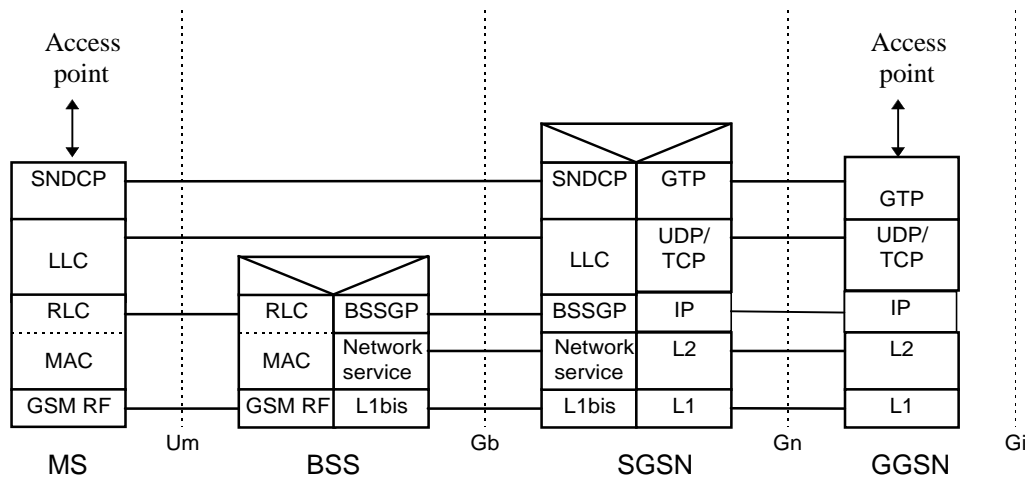 Access
point
Access
point
SNDCP
SNDCP
GTP
GTP
LLC
LLC
UDP/
TCP
UDP/
TCP
RLC
RLC
BSSGP
BSSGP
IP
IP
MAC
MAC
Network
service
Network
service
L2
L2
GSM RF
GSM RF
L1bis
L1bis
L1
L1
Um
Gb
Gn
Gi
MS
BSS
SGSN
GGSN